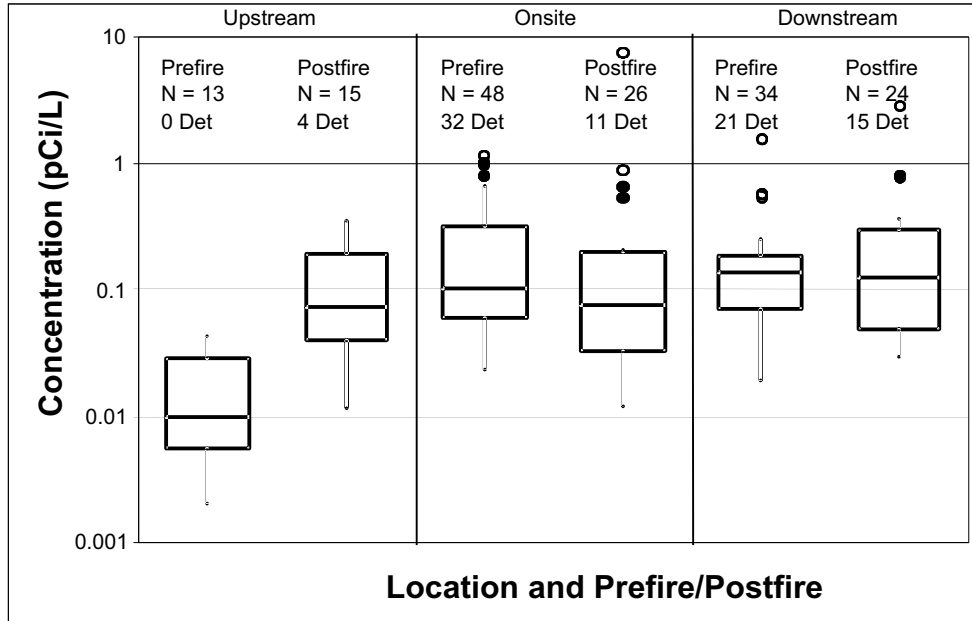 Upstream
Onsite
Downstream
Concentration (pCi/L)
10
1
0.1
0.01
0.001
Prefire
N = 13
0 Det
Postfire
N = 15
4 Det
Prefire
N = 48
32 Det
Postfire
N = 26
11 Det
Prefire
N = 34
21 Det
Postfire
N = 24
15 Det
Location and Prefire/Postfire